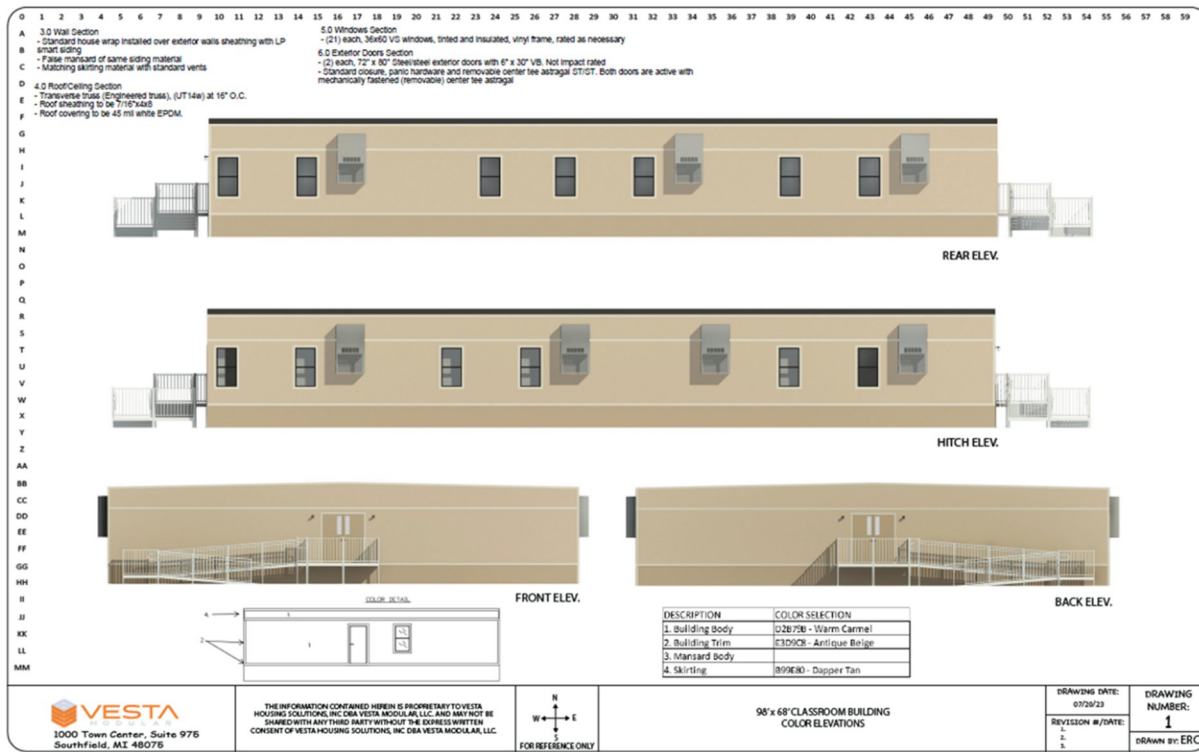 0 1 2 3 4 5 6 7 8 9 10 11 12 13 14 15 16 17 18 19 20 21 22 23 24 25 26 27 28 29 30 31 32 33 34 35 36 37 38 39 40 41 42 43 44 45 46 47 48 49 50 51 52 53 54 55 56 57 58 59
A
B
C
D
E
F
G
H
I
J
K
L
M
N
O
P
Q
R
S
T
U
V
W
X
Y
Z
AA
BB
CC
DD
EE
FF
GG
HH
II
JJ
KK
LL
MM
3.0 Wall Section
- Standard house wrap installed over exterior walls sheathing with LP
smart siding
- False mansard of same siding material
- Matching skirting material with standard vents
4.0 Roof/Ceiling Section
- Transverse truss (Engineered truss), (UT14w) at 16" O.C.
- Roof sheathing to be 7/16"x4x8
- Roof covering to be 45 mil white EPDM.
5.0 Windows Section
- (21) each, 36x60 VS windows, tinted and insulated, vinyl frame, rated as necessary
6.0 Exterior Doors Section
- (2) each, 72" x 80" Steel/steel exterior doors with 6" x 30" VB. Not impact rated
- Standard closure, panic hardware and removable center tee astragal ST/ST. Both doors are active with
mechanically fastened (removable) center tee astragal
REAR ELEV.
HITCH ELEV.
FRONT ELEV.
BACK ELEV.
COLOR DETAIL
4.
2
1
DESCRIPTION COLOR SELECTION
1. Building Body D2B79B - Warm Carmel
2. Building Trim E3D9C8 - Antique Beige
3. Mansard Body
4. Skirting B99E80 - Dapper Tan
VESTA
MODULAR
1000 Town Center, Suite 975
Southfield, MI 48075
THE INFORMATION CONTAINED HEREIN IS PROPRIETARY TO VESTA
HOUSING SOLUTIONS, INC DBA VESTA MODULAR, LLC. AND MAY NOT BE
SHARED WITH ANY THIRD PARTY WITHOUT THE EXPRESS WRITTEN
CONSENT OF VESTA HOUSING SOLUTIONS, INC DBA VESTA MODULAR, LLC.
N
W E
S
FOR REFERENCE ONLY
98'x 68' CLASSROOM BUILDING
COLOR ELEVATIONS
DRAWING DATE:
07/20/23
REVISION #/DATE:
1.
2.
3.
DRAWING
NUMBER:
1
DRAWN BY: ERC